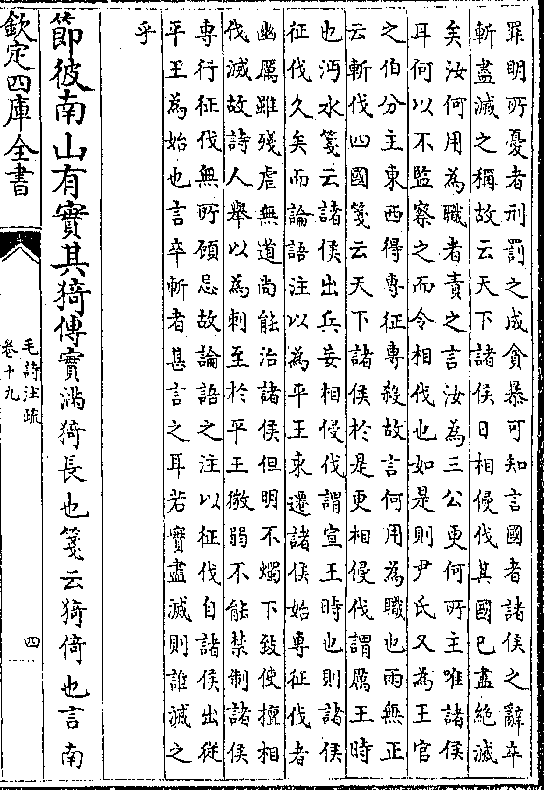 罪明所憂者刑罰之成貪暴可知言國者諸侯之辭卒
斬盡滅之稱故云天下諸侯日相侵伐其國已盡絶滅
矣汝何用為職者責之言汝為三公更何所主唯諸侯
耳何以不監察之而令相伐也如是則尹氏又為王官
之伯分主東西得専征専殺故言何用為職也雨無正
云斬伐四國箋云天下諸侯於是更相侵伐謂厲王時
也沔水箋云諸侯出兵妄相侵伐謂宣王時也則諸侯
征伐久矣而論語注以為平王東遷諸侯始專征伐者
幽厲雖殘虐無道尚能治諸侯但明不燭下致使擅相
伐滅故詩人舉以為刺至於平王微弱不能禁制諸侯
專行征伐無所顧忌故論語之注以征伐自諸侯出從
平王為始也言卒斬者甚言之耳若實盡滅則誰滅之
乎
節彼南山有實其猗傳實滿猗長也箋云猗倚也言南
欽定四庫全書
毛詩注疏
卷十九
四